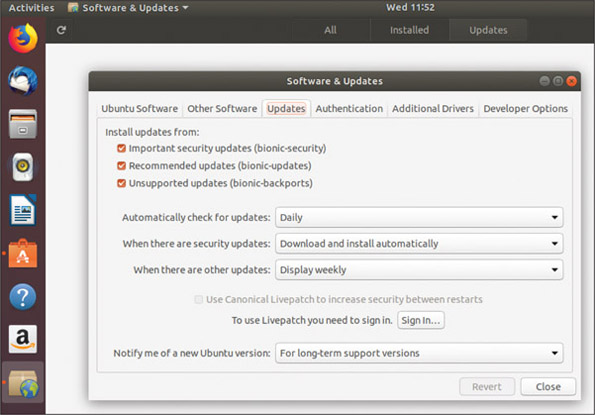 Activities Software & Updates Wed 11:52
All Installed Updates
Software & Updates
Ubuntu Software Other Software Updates Authentication Additional Drivers Developer Options
Install updates from:
Important security updates (bionic-security)
Recommended updates (bionic-updates)
Unsupported updates (bionic-backports)
Automatically check for updates: Daily
When there are security updates: Download and install automatically
When there are other updates: Display weekly
Use Canonical Livepatch to increase security between restarts
To use Livepatch you need to sign in. Sign In...
Notify me of a new Ubuntu version: For long-term support versions
Revert Close